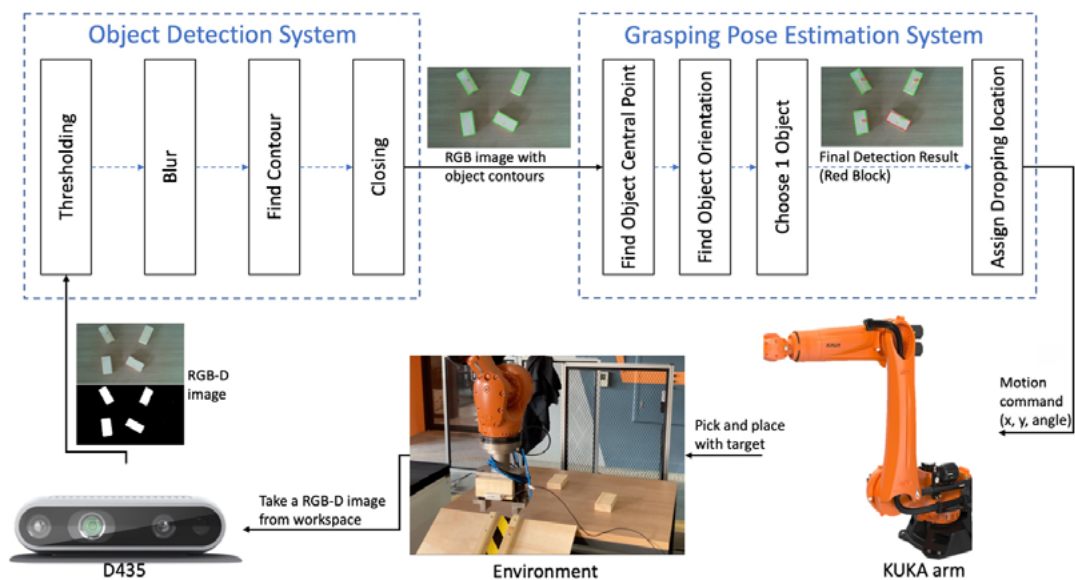 Object Detection System
Thresholding
Blur
Find Contour
Closing
RGB image with
object contours
Grasping Pose Estimation System
Find Object Central Point
Find Object Orientation
Choose 1 Object
Final Detection Result
(Red Block)
Assign Dropping location
RGB-D
image
Motion
command
(x, y, angle)
Pick and place
with target
Take a RGB-D image
from workspace
D435
Environment
KUKA
KUKA arm